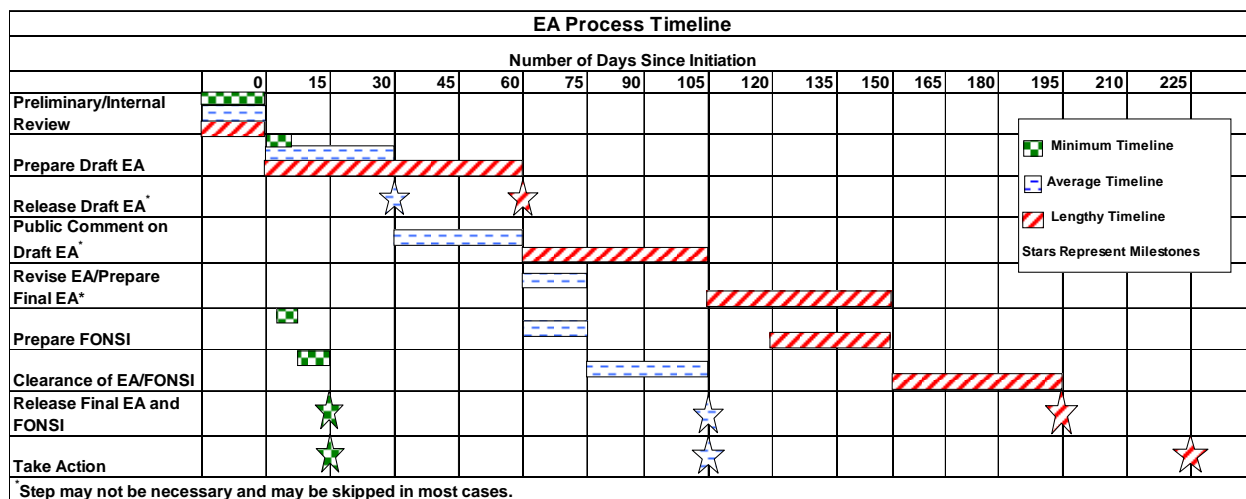 EA Process Timeline
Number of Days Since Initiation
0 15 30 45 60 75 90 105 120 135 150 165 180 195 210 225
Preliminary/Internal
Review
Prepare Draft EA
Release Draft EA*
Public Comment on
Draft EA*
Revise EA/Prepare
Final EA*
Prepare FONSI
Clearance of EA/FONSI
Release Final EA and
FONSI
Take Action
*Step may not be necessary and may be skipped in most cases.
Minimum Timeline
Average Timeline
Lengthy Timeline
Stars Represent Milestones